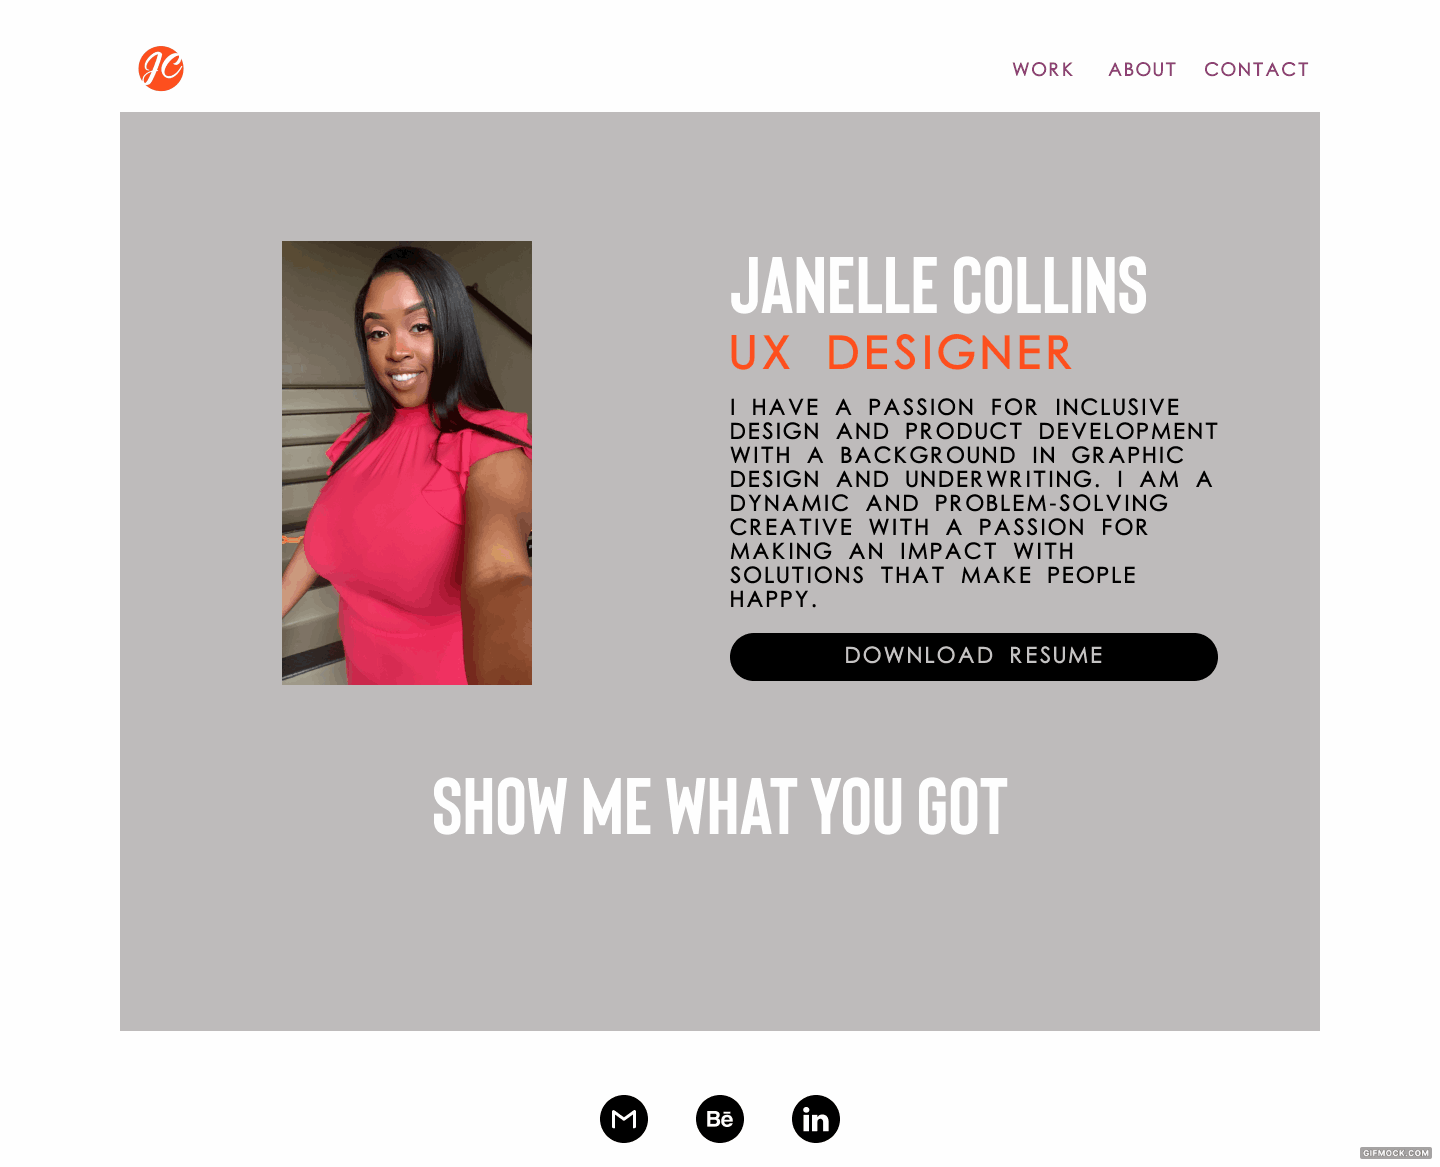 JC
WORK ABOUT CONTACT
JANELLE COLLINS
UX DESIGNER
I HAVE A PASSION FOR INCLUSIVE
DESIGN AND PRODUCT DEVELOPMENT
WITH A BACKGROUND IN GRAPHIC
DESIGN AND UNDERWRITING. I AM A
DYNAMIC AND PROBLEM-SOLVING
CREATIVE WITH A PASSION FOR
MAKING AN IMPACT WITH
SOLUTIONS THAT MAKE PEOPLE
HAPPY.
DOWNLOAD RESUME
SHOW ME WHAT YOU GOT
M Bē in
GIFMOCK.COM